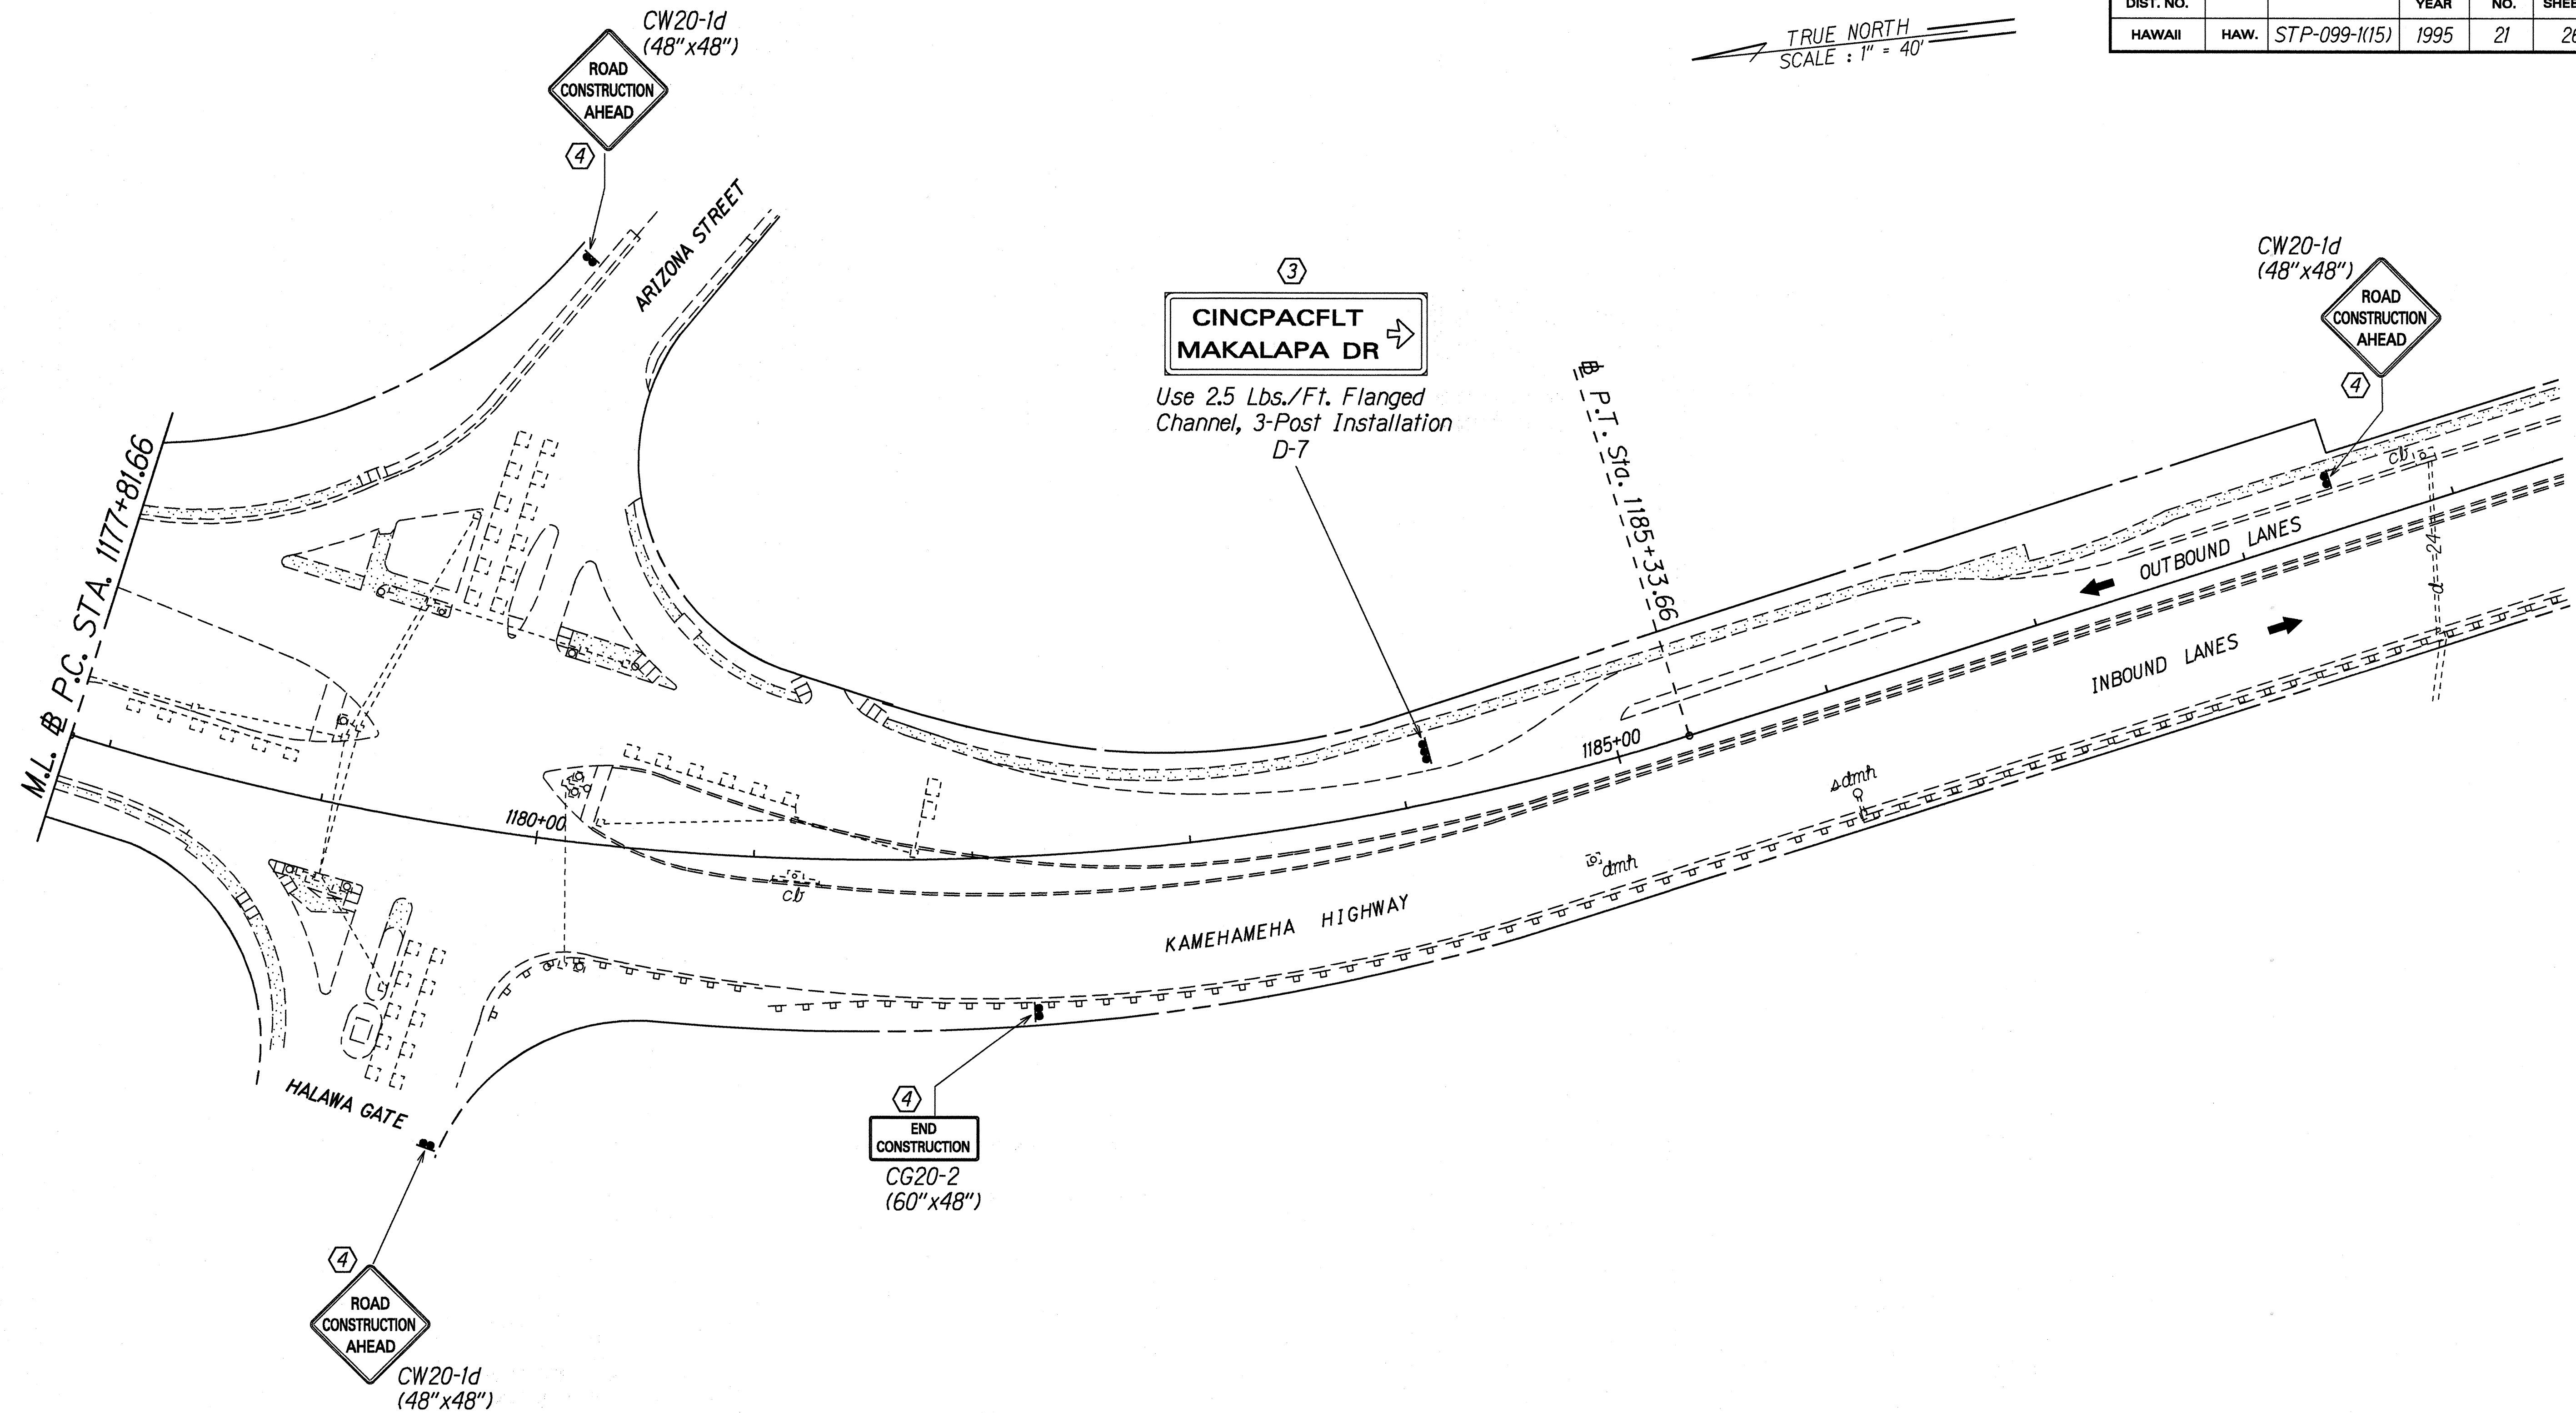 DIST. NO. YEAR NO.
HAWAII HAW. STP-099-1(15) 1995 21
TRUE NORTH
SCALE : 1" = 40'
CW20-1d
(48"x48")
ROAD
CONSTRUCTION
AHEAD
4
ARIZONA STREET
3
CINCPACFLT
MAKALAPA DR
Use 2.5 Lbs./Ft. Flanged
Channel, 3-Post Installation
D-7
CW20-1d
(48"x48")
ROAD
CONSTRUCTION
AHEAD
4
P.T. Sta. 1185+33.66
M.L. B P.C. STA. 1177+81.66
cb
OUTBOUND LANES
24
d
INBOUND LANES
1185+00
sdmh
1180+00
dmh
cb
KAMEHAMEHA HIGHWAY
HALAWA GATE
4
END
CONSTRUCTION
CG20-2
(60"x48")
4
ROAD
CONSTRUCTION
AHEAD
CW20-1d
(48"x48")